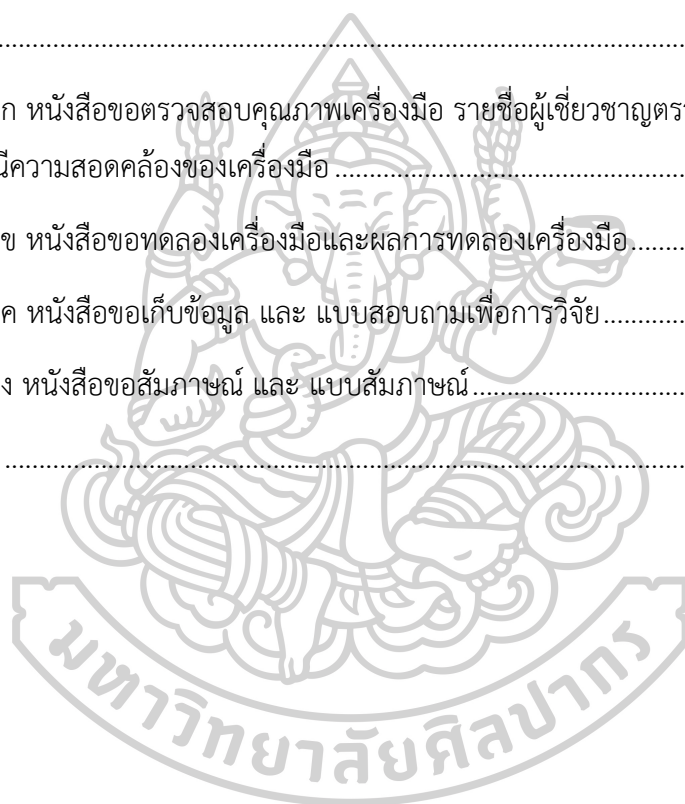 ................................................................................................
ก หนังสือขอตรวจสอบคุณภาพเครื่องมือ รายชื่อผู้เชี่ยวชาญตร
ความสอดคล้องของเครื่องมือ ..................................................
ข หนังสือขอทดลองเครื่องมือและผลการทดลองเครื่องมือ........
ค หนังสือขอเก็บข้อมูล และ แบบสอบถามเพื่อการวิจัย............
ง หนังสือขอสัมภาษณ์ และ แบบสัมภาษณ์...............................
................................................................................................
มหาวิทยาลัยศิลปากร